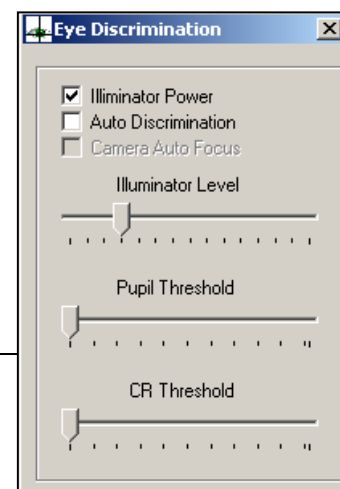 Eye Discrimination
Illiminator Power
Auto Discrimination
Camera Auto Focus
Illuminator Level
Pupil Threshold
CR Threshold